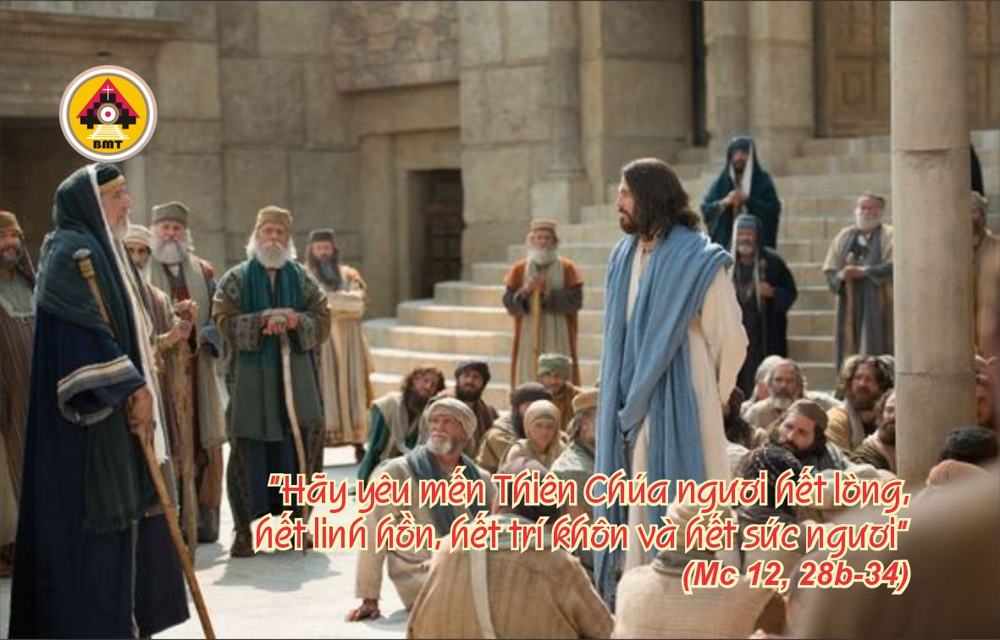 BMT
"Hãy yêu mến Thiên Chúa ngươi hết lòng,
hết linh hồn, hết trí khôn và hết sức ngươi"
(Mc 12, 28b-34)